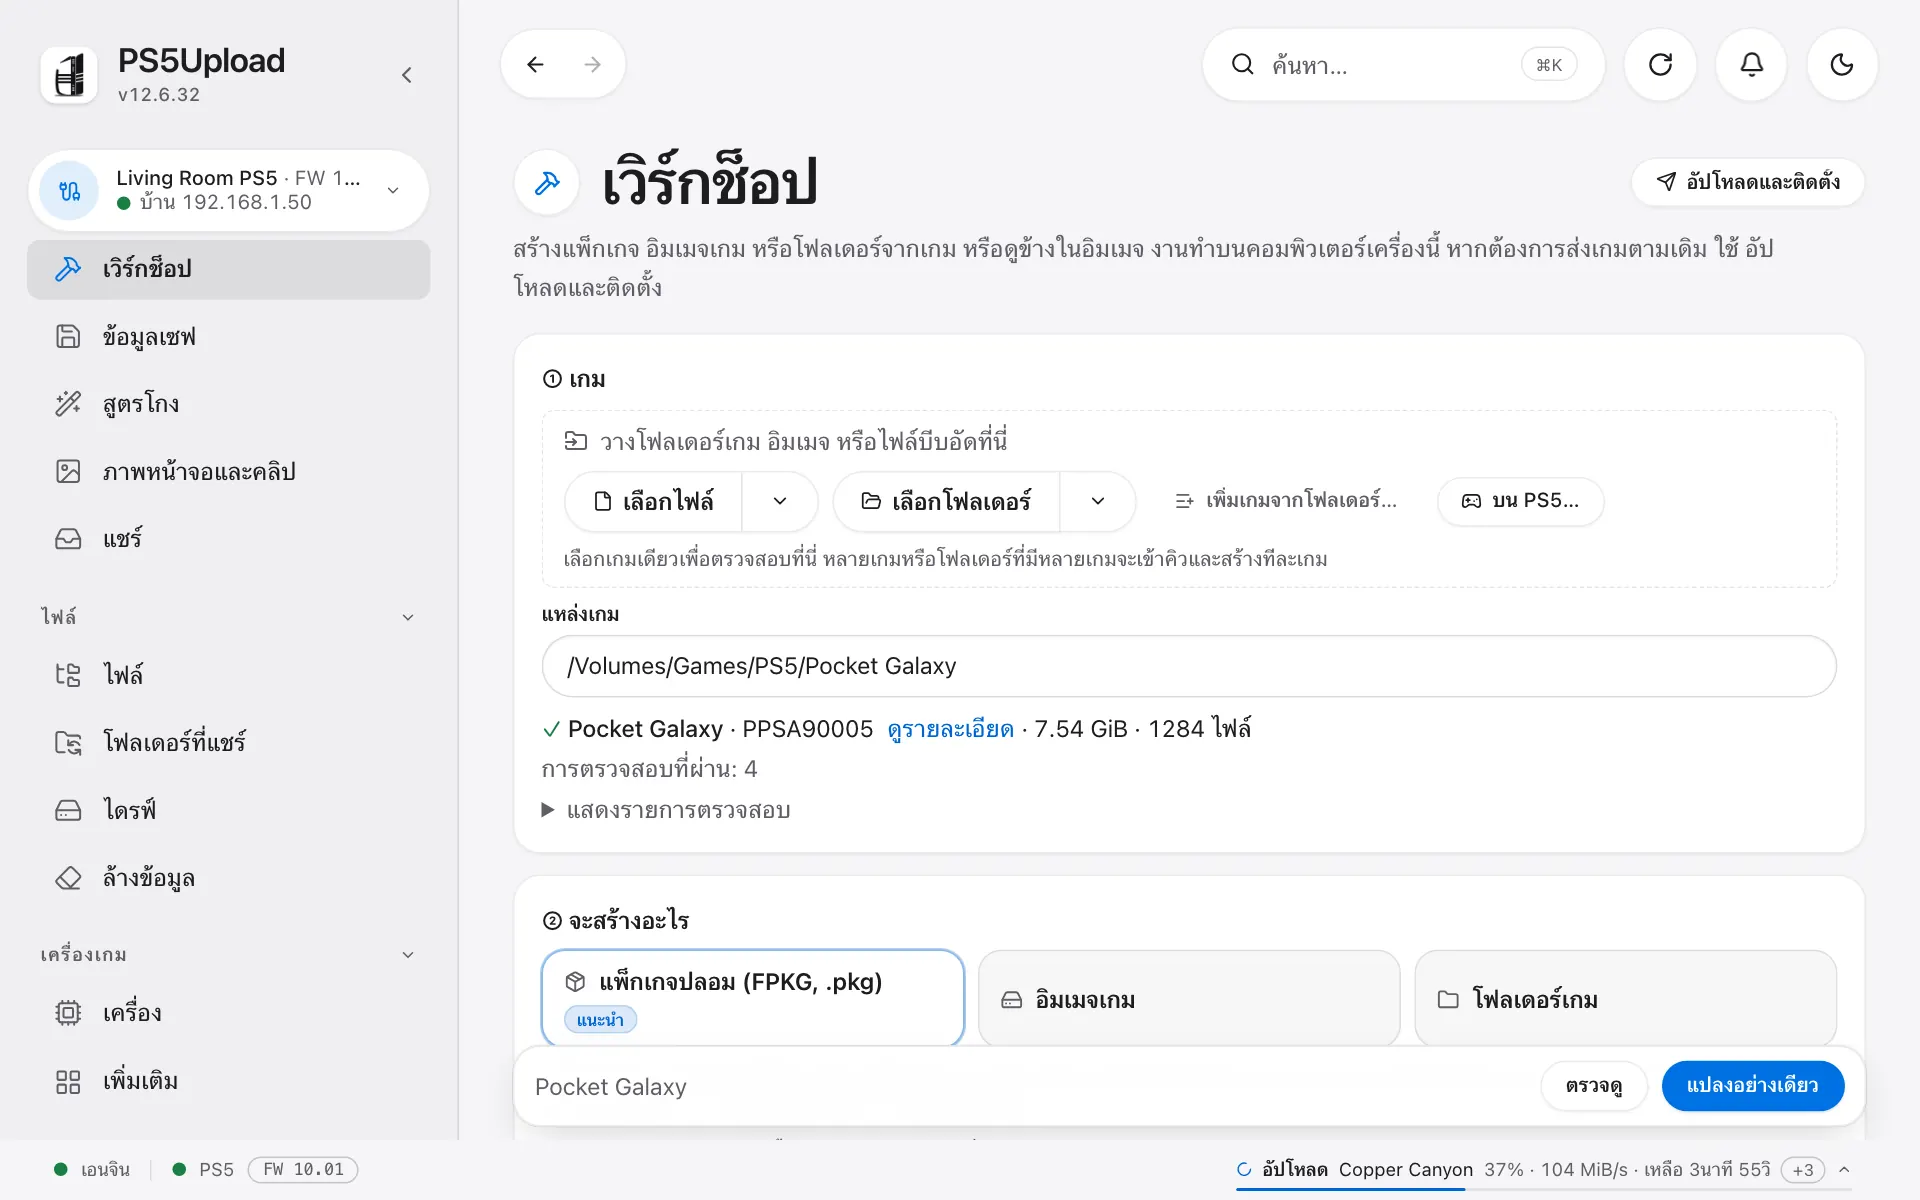 PS5Upload
v12.6.32
Living Room PS5 · FW 1...
บ้าน 192.168.1.50
เวิร์กช็อป
ข้อมูลเซฟ
สูตรโกง
ภาพหน้าจอและคลิป
แชร์
ไฟล์
ไฟล์
โฟลเดอร์ที่แชร์
ไดรฟ์
ล้างข้อมูล
เครื่องเกม
เครื่อง
เพิ่มเติม
ค้นหา... ⌘K
เวิร์กช็อป
อัปโหลดและติดตั้ง
สร้างแพ็กเกจ อิมเมจเกม หรือโฟลเดอร์จากเกม หรือดูข้างในอิมเมจ งานทำบนคอมพิวเตอร์เครื่องนี้ หากต้องการส่งเกมตามเดิม ใช้ อัป
โหลดและติดตั้ง
① เกม
วางโฟลเดอร์เกม อิมเมจ หรือไฟล์บีบอัดที่นี่
เลือกไฟล์ เลือกโฟลเดอร์ เพิ่มเกมจากโฟลเดอร์... บน PS5...
เลือกเกมเดียวเพื่อตรวจสอบที่นี่ หลายเกมหรือโฟลเดอร์ที่มีหลายเกมจะเข้าคิวและสร้างทีละเกม
แหล่งเกม
/Volumes/Games/PS5/Pocket Galaxy
✓ Pocket Galaxy · PPSA90005 ดูรายละเอียด · 7.54 GiB · 1284 ไฟล์
การตรวจสอบที่ผ่าน: 4
▶ แสดงรายการตรวจสอบ
② จะสร้างอะไร
แพ็กเกจปลอม (FPKG, .pkg)
แนะนำ
อิมเมจเกม
โฟลเดอร์เกม
Pocket Galaxy ตรวจดู แปลงอย่างเดียว
เอนจิน PS5 FW 10.01 อัปโหลด Copper Canyon 37% · 104 MiB/s · เหลือ 3นาที 55วิ +3